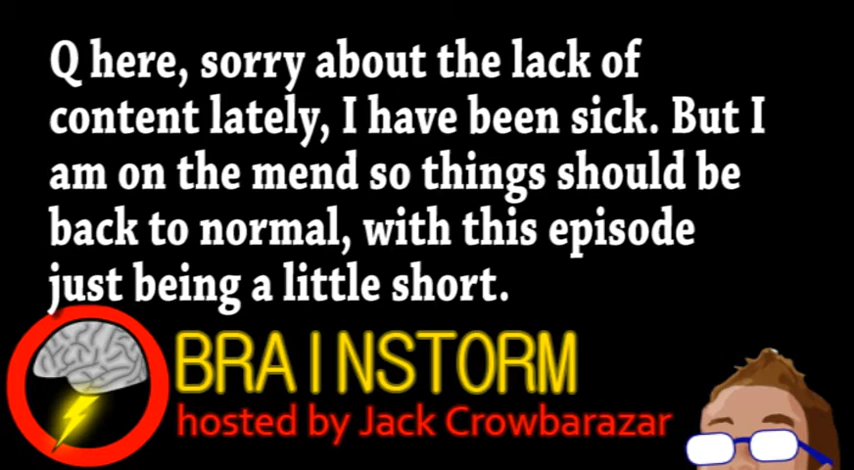 Q here, sorry about the lack of
content lately, I have been sick. But I
am on the mend so things should be
back to normal, with this episode
just being a little short.
BRAINSTORM
hosted by Jack Crowbarazar